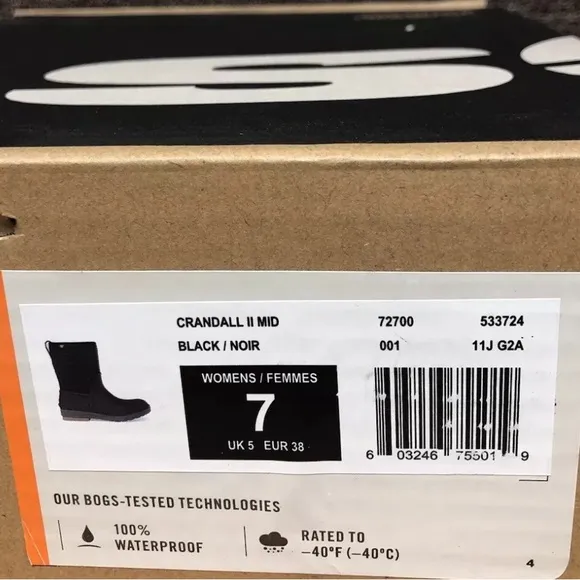 CRANDALL II MID 72700 533724
BLACK / NOIR 001 11J G2A
WOMENS / FEMMES
7
UK 5 EUR 38
6 03246 75501 9
OUR BOGS-TESTED TECHNOLOGIES
100%
WATERPROOF
RATED TO
–40°F (–40°C)
4